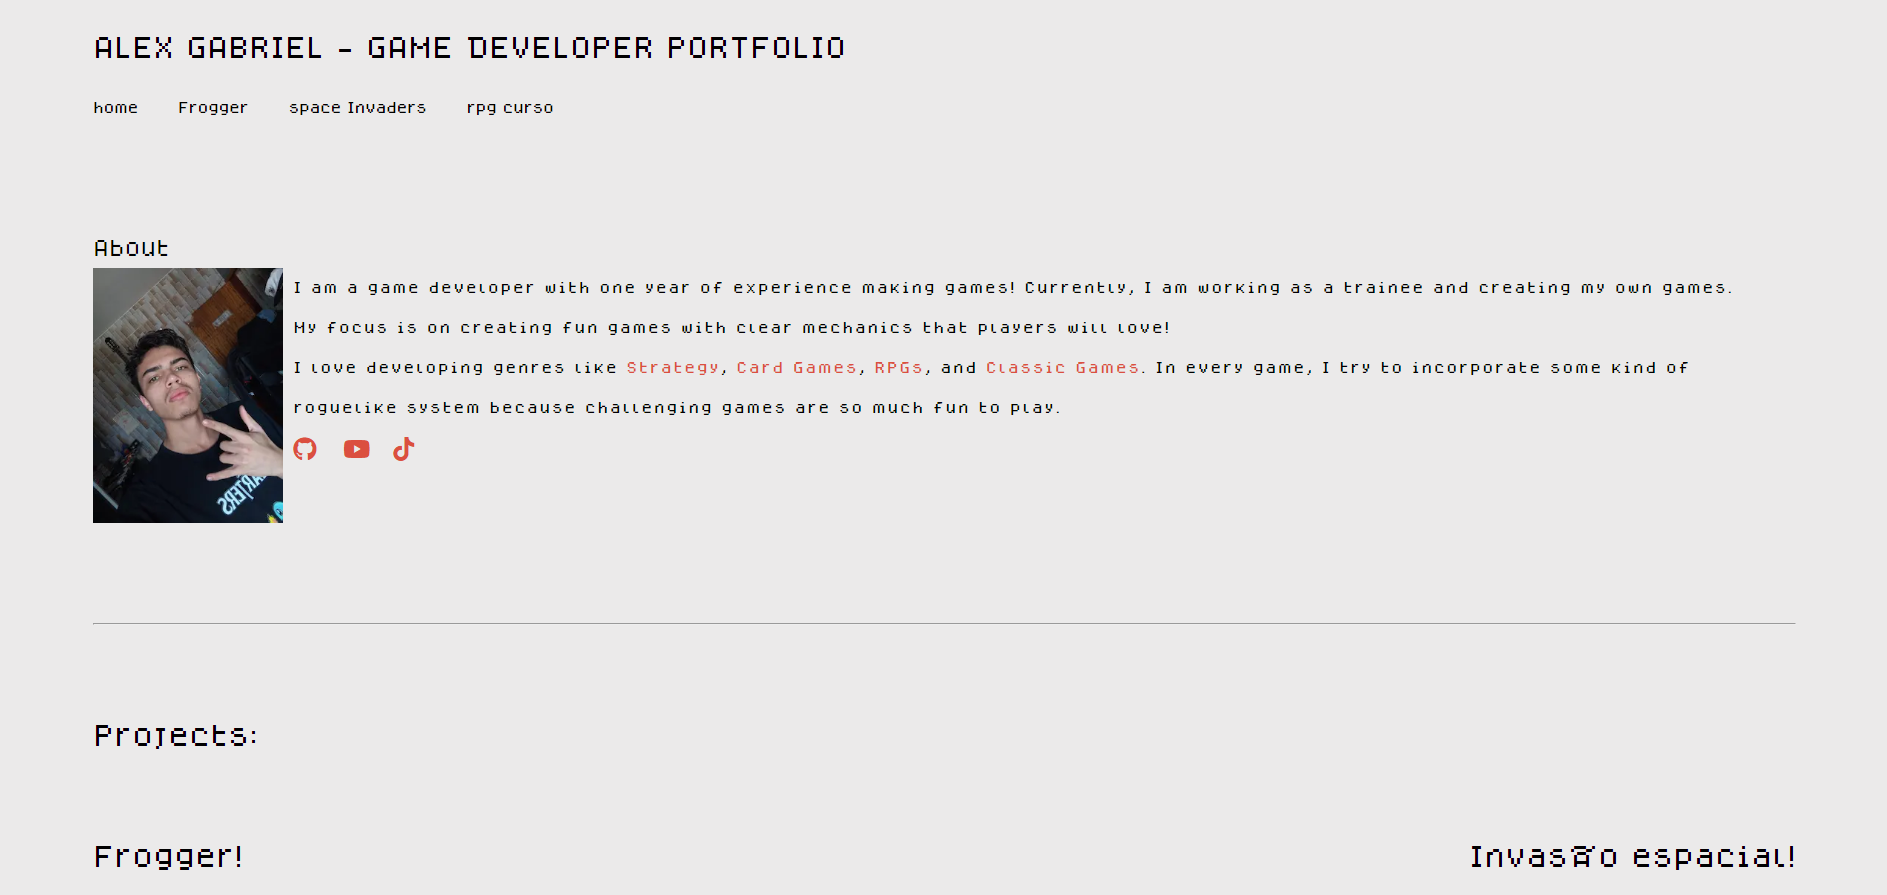 ALEX GABRIEL - GAME DEVELOPER PORTFOLIO
home Frogger space Invaders rpg curso
About
I am a game developer with one year of experience making games! Currently, I am working as a trainee and creating my own games.
My focus is on creating fun games with clear mechanics that players will love!
I love developing genres like Strategy, Card Games, RPGs, and Classic Games. In every game, I try to incorporate some kind of
roguelike system because challenging games are so much fun to play.
Projects:
Frogger!
Invasão espacial!